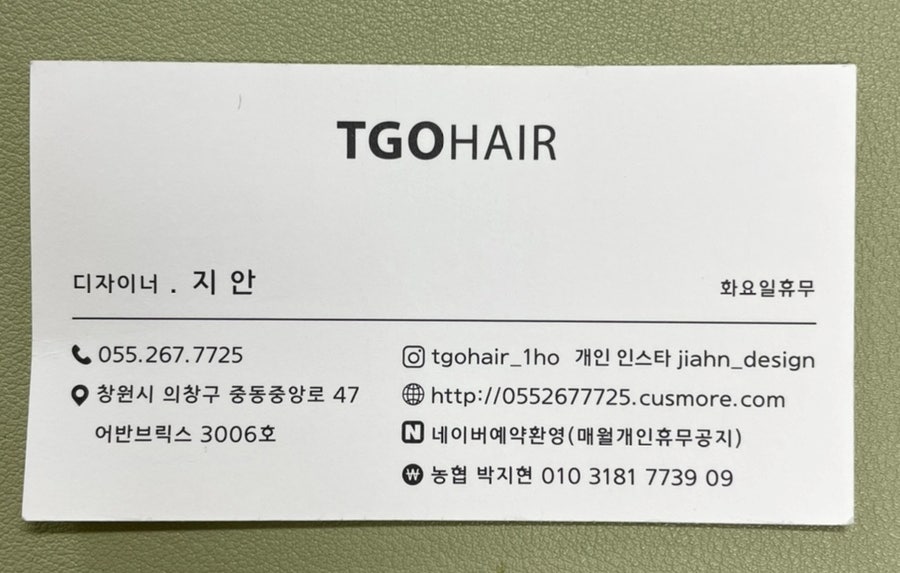 TGOHAIR
디자이너 . 지 안
화요일휴무
055.267.7725
창원시 의창구 중동중앙로 47
어반브릭스 3006호
tgohair_1ho 개인 인스타 jiahn_design
http://0552677725.cusmore.com
N 네이버예약환영(매월개인휴무공지)
₩ 농협 박지현 010 3181 7739 09